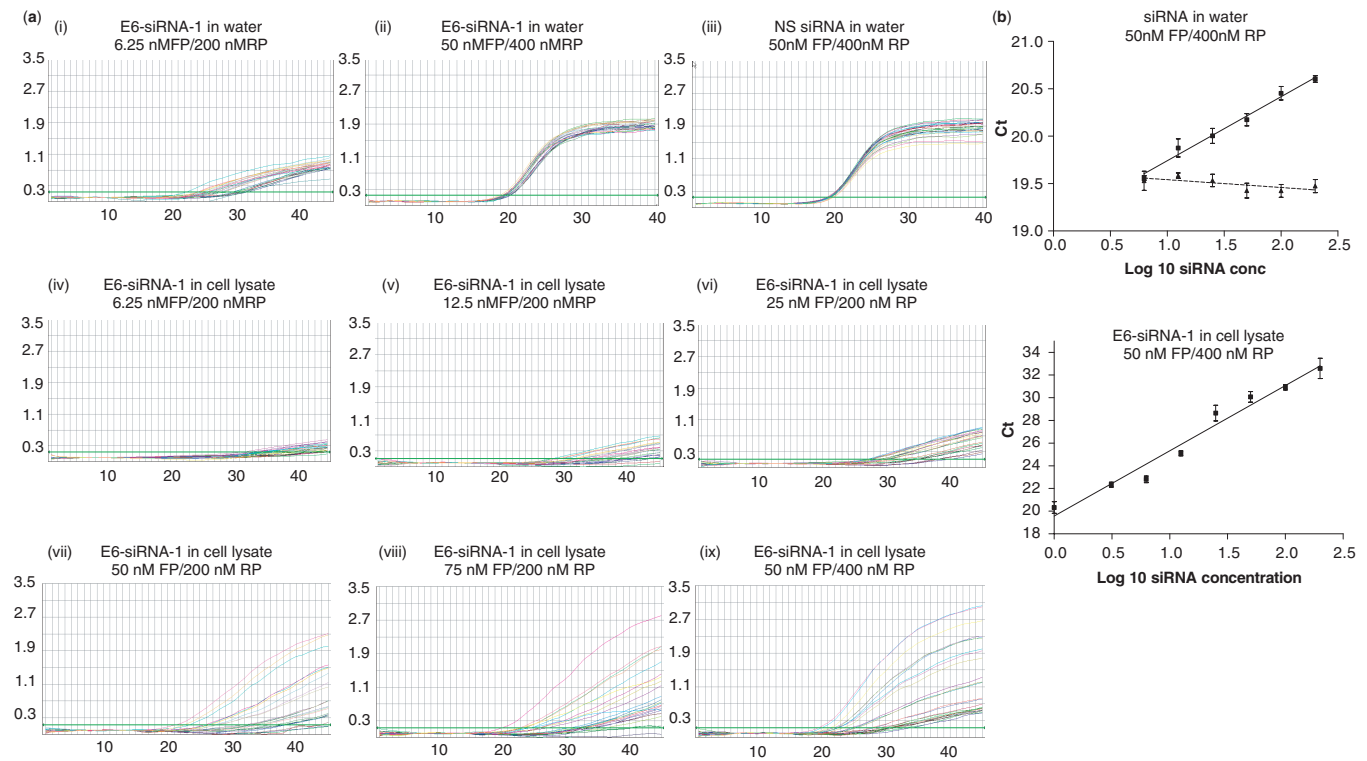 (a)
(i)
E6-siRNA-1 in water
6.25 nMFP/200 nMRP
3.5
2.7
1.9
1.1
0.3
10 20 30 40
(ii)
E6-siRNA-1 in water
50 nMFP/400 nMRP
3.5
2.7
1.9
1.1
0.3
10 20 30 40
(iii)
NS siRNA in water
50nM FP/400nM RP
3.5
2.7
1.9
1.1
0.3
10 20 30 40
(b)
siRNA in water
50nM FP/400nM RP
21.0
20.5
20.0
19.5
19.0
Ct
0.0 0.5 1.0 1.5 2.0 2.5
Log 10 siRNA conc
(iv)
E6-siRNA-1 in cell lysate
6.25 nMFP/200 nMRP
3.5
2.7
1.9
1.1
0.3
10 20 30 40
(v)
E6-siRNA-1 in cell lysate
12.5 nMFP/200 nMRP
3.5
2.7
1.9
1.1
0.3
10 20 30 40
(vi)
E6-siRNA-1 in cell lysate
25 nM FP/200 nM RP
3.5
2.7
1.9
1.1
0.3
10 20 30 40
E6-siRNA-1 in cell lysate
50 nM FP/400 nM RP
34
32
30
28
26
24
22
20
18
Ct
0.0 0.5 1.0 1.5 2.0 2.5
Log 10 siRNA concentration
(vii)
E6-siRNA-1 in cell lysate
50 nM FP/200 nM RP
3.5
2.7
1.9
1.1
0.3
10 20 30 40
(viii)
E6-siRNA-1 in cell lysate
75 nM FP/200 nM RP
3.5
2.7
1.9
1.1
0.3
10 20 30 40
(ix)
E6-siRNA-1 in cell lysate
50 nM FP/400 nM RP
3.5
2.7
1.9
1.1
0.3
10 20 30 40